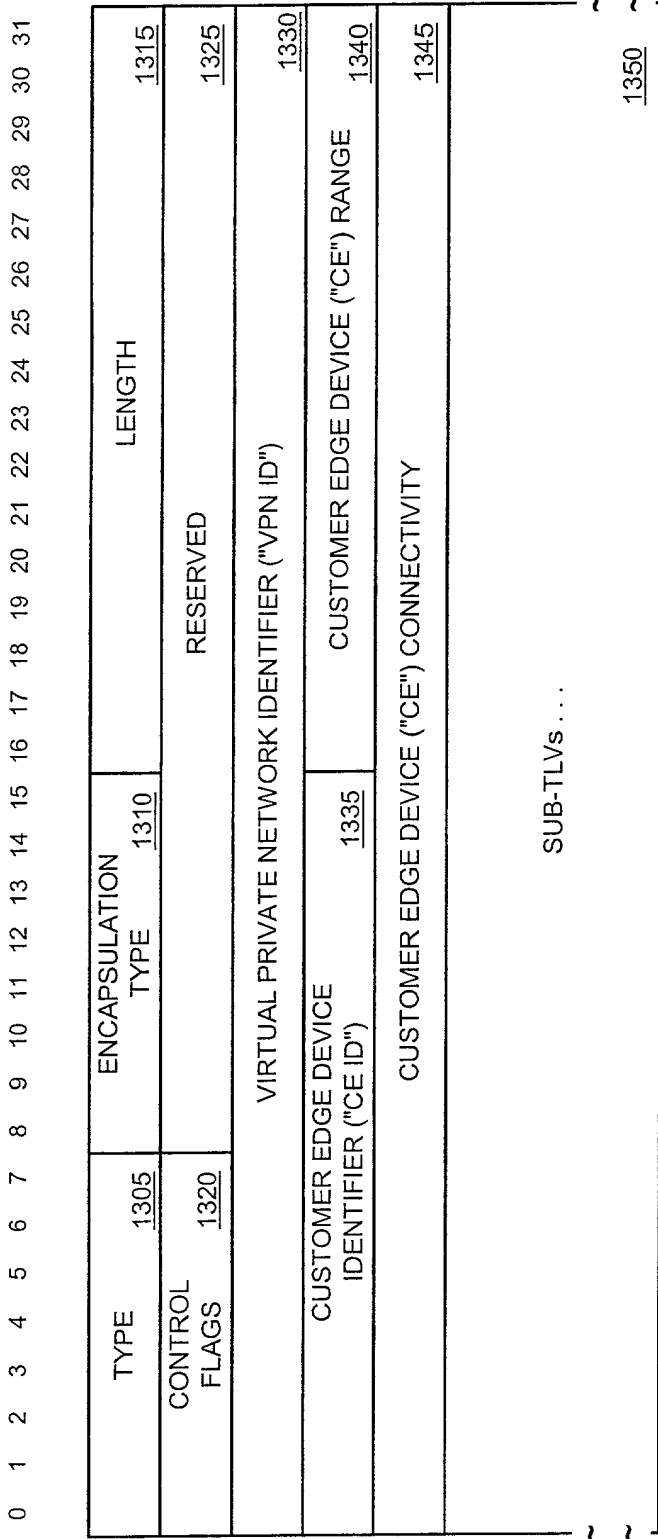 0 1 2 3 4 5 6 7 8 9 10 11 12 13 14 15 16 17 18 19 20 21 22 23 24 25 26 27 28 29 30 31
TYPE
1305
ENCAPSULATION
TYPE
1310
LENGTH
1315
CONTROL
FLAGS
1320
RESERVED
1325
VIRTUAL PRIVATE NETWORK IDENTIFIER ("VPN ID")
1330
CUSTOMER EDGE DEVICE
IDENTIFIER ("CE ID")
1335
CUSTOMER EDGE DEVICE ("CE") RANGE
1340
CUSTOMER EDGE DEVICE ("CE") CONNECTIVITY
1345
SUB-TLVs . . .
1350